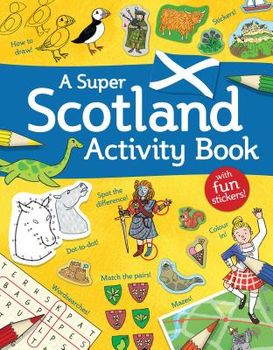 How to draw!
Stickers!
A Super
Scotland
Activity Book
with
fun
stickers!
Spot the
difference!
Dot-to-dot!
Colour
in!
Match the pairs!
Wordsearches!
Mazes!